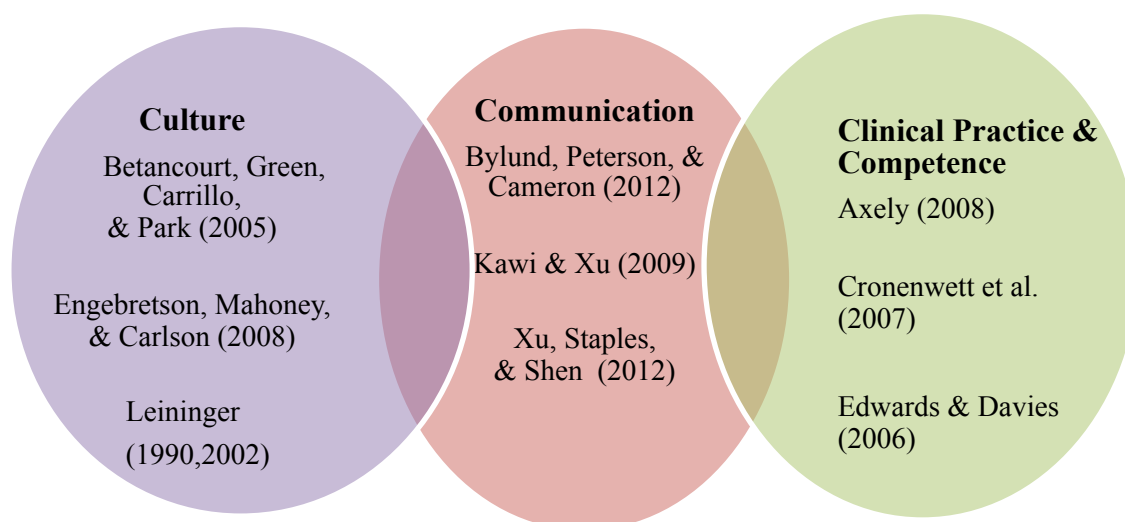 Culture
Betancourt, Green,
Carrillo,
& Park (2005)
Engebretson, Mahoney,
& Carlson (2008)
Leininger
(1990,2002)
Communication
Bylund, Peterson, &
Cameron (2012)
Kawi & Xu (2009)
Xu, Staples,
& Shen (2012)
Clinical Practice &
Competence
Axely (2008)
Cronenwett et al.
(2007)
Edwards & Davies
(2006)